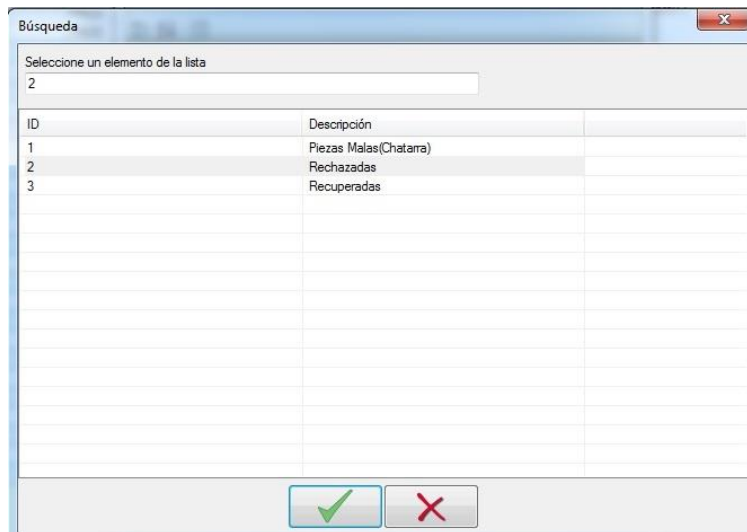 Búsqueda
Seleccione un elemento de la lista
2
ID Descripción
1 Piezas Malas(Chatarra)
2 Rechazadas
3 Recuperadas